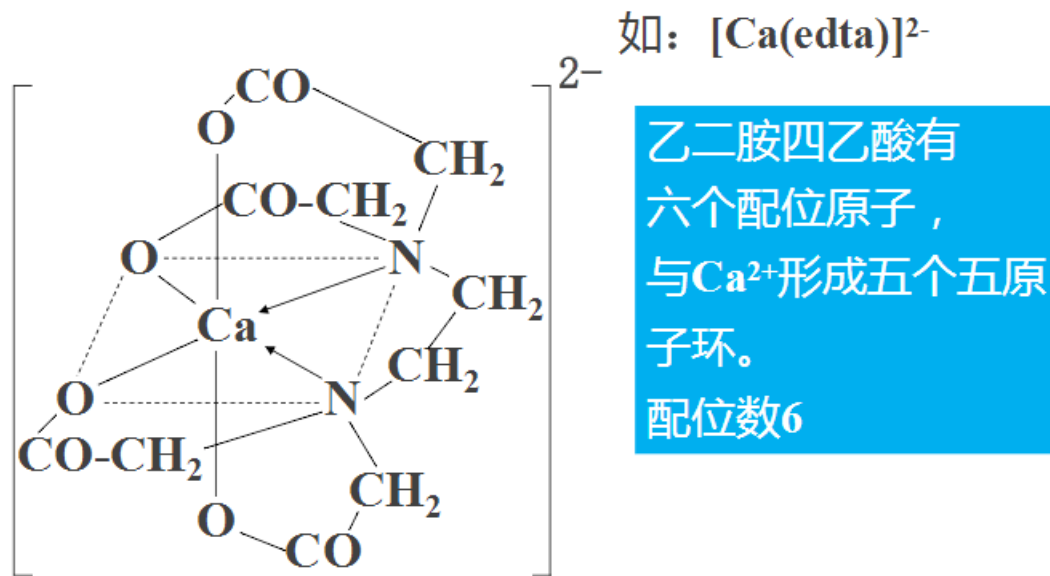 如：[Ca(edta)]²⁻
2−
CO
O
CH₂
CO-CH₂
O
N
CH₂
Ca
CH₂
O
N
CO-CH₂
CH₂
O
CO
乙二胺四乙酸有
六个配位原子，
与Ca²⁺形成五个五原
子环。
配位数6